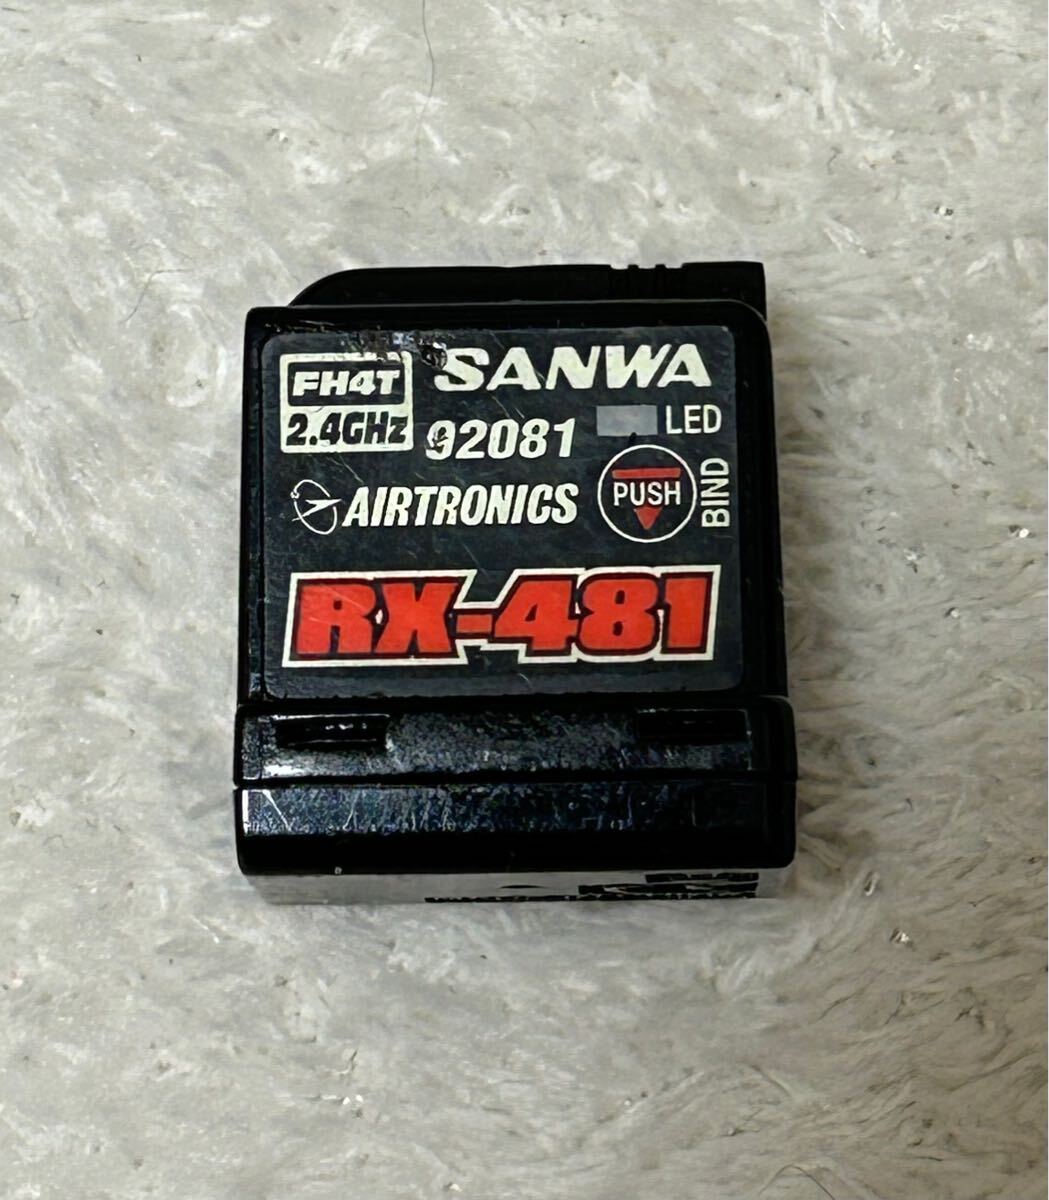 FH4T
2.4GHz
SANWA
92081
LED
AIRTRONICS
PUSH
BIND
RX-481